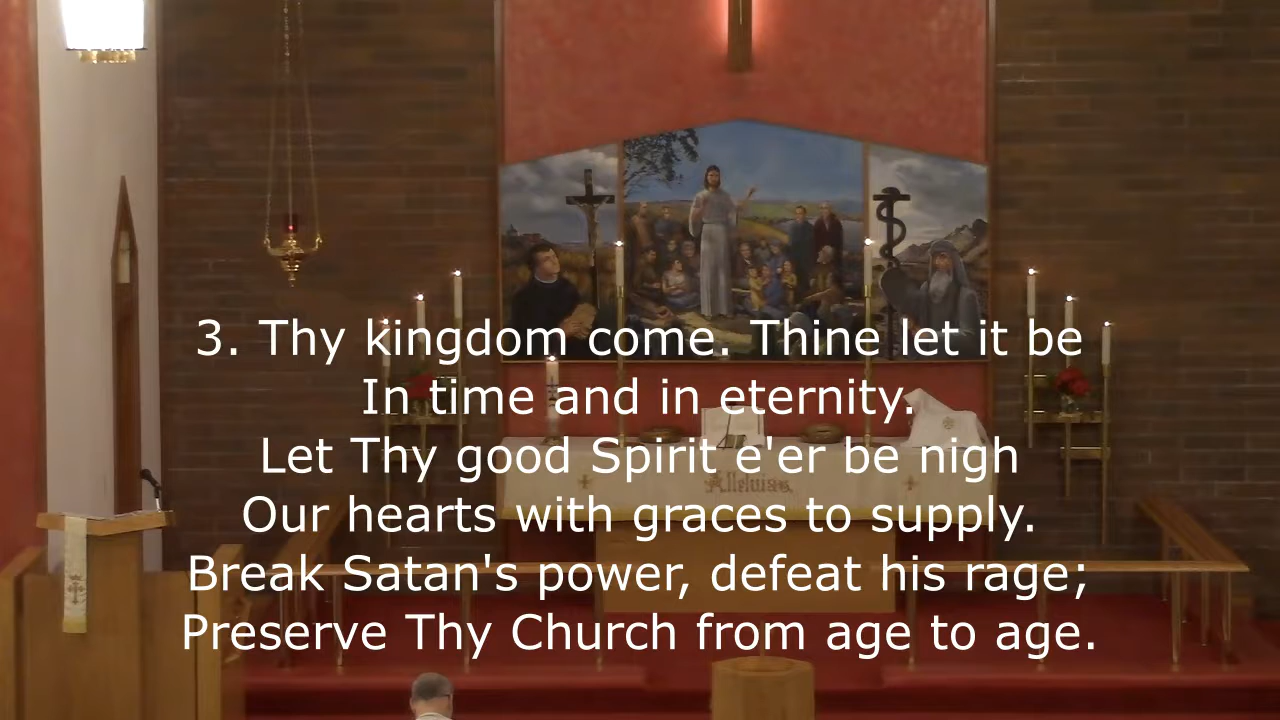 3. Thy kingdom come. Thine let it be
In time and in eternity.
Let Thy good Spirit e'er be nigh
Our hearts with graces to supply.
Break Satan's power, defeat his rage;
Preserve Thy Church from age to age.
Alleluias